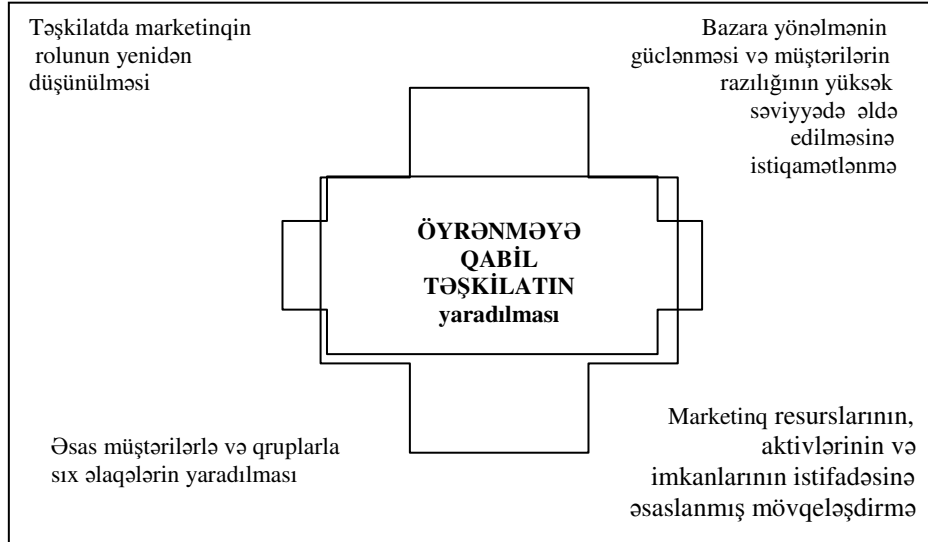 Təşkilatda marketinqin
rolunun yenidən
düşünülməsi
Bazara yönəlmənin
güclənməsi və müştərilərin
razılığının yüksək
səviyyədə əldə
edilməsinə
istiqamətlənmə
ÖYRƏNMƏYƏ
QABİL
TƏŞKİLATIN
yaradılması
Əsas müştərilərlə və qruplarla
sıx əlaqələrin yaradılması
Marketinq resurslarının,
aktivlərinin və
imkanlarının istifadəsinə
əsaslanmış mövqeləşdirmə